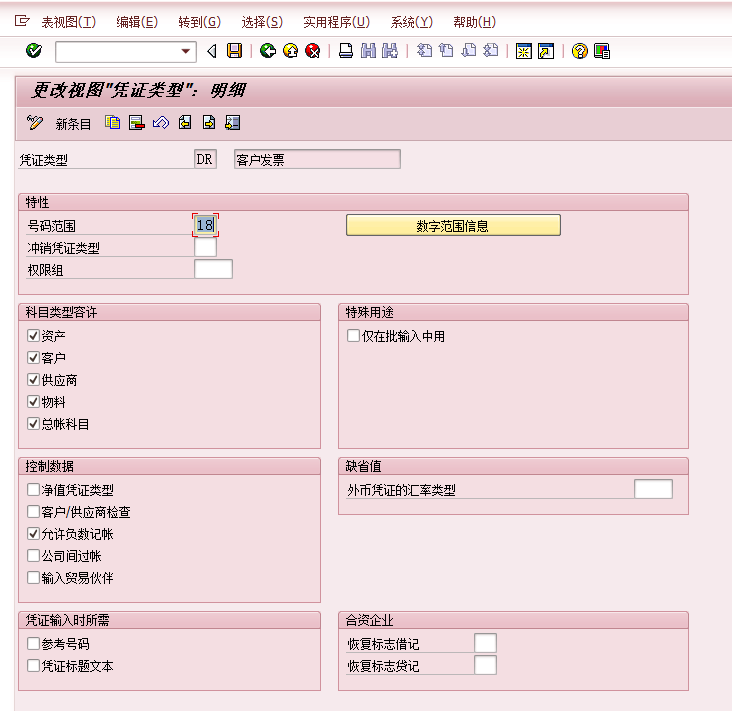 表视图(T) 编辑(E) 转到(G) 选择(S) 实用程序(U) 系统(Y) 帮助(H)
更改视图"凭证类型": 明细
新条目
凭证类型 DR 客户发票
特性
号码范围 18 数字范围信息
冲销凭证类型
权限组
科目类型容许
资产
客户
供应商
物料
总帐科目
特殊用途
仅在批输入中用
控制数据
净值凭证类型
客户/供应商检查
允许负数记帐
公司间过帐
输入贸易伙伴
缺省值
外币凭证的汇率类型
凭证输入时所需
参考号码
凭证标题文本
合资企业
恢复标志借记
恢复标志贷记